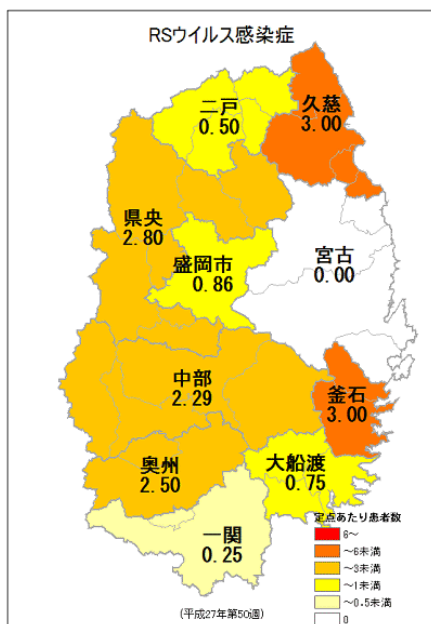 RSウイルス感染症
二戸
0.50
久慈
3.00
県央
2.80
盛岡市
0.86
宮古
0.00
中部
2.29
釜石
3.00
奥州
2.50
大船渡
0.75
一関
0.25
定点あたり患者数
6～
～6未満
～3未満
～1未満
～0.5未満
0
(平成27年第50週)